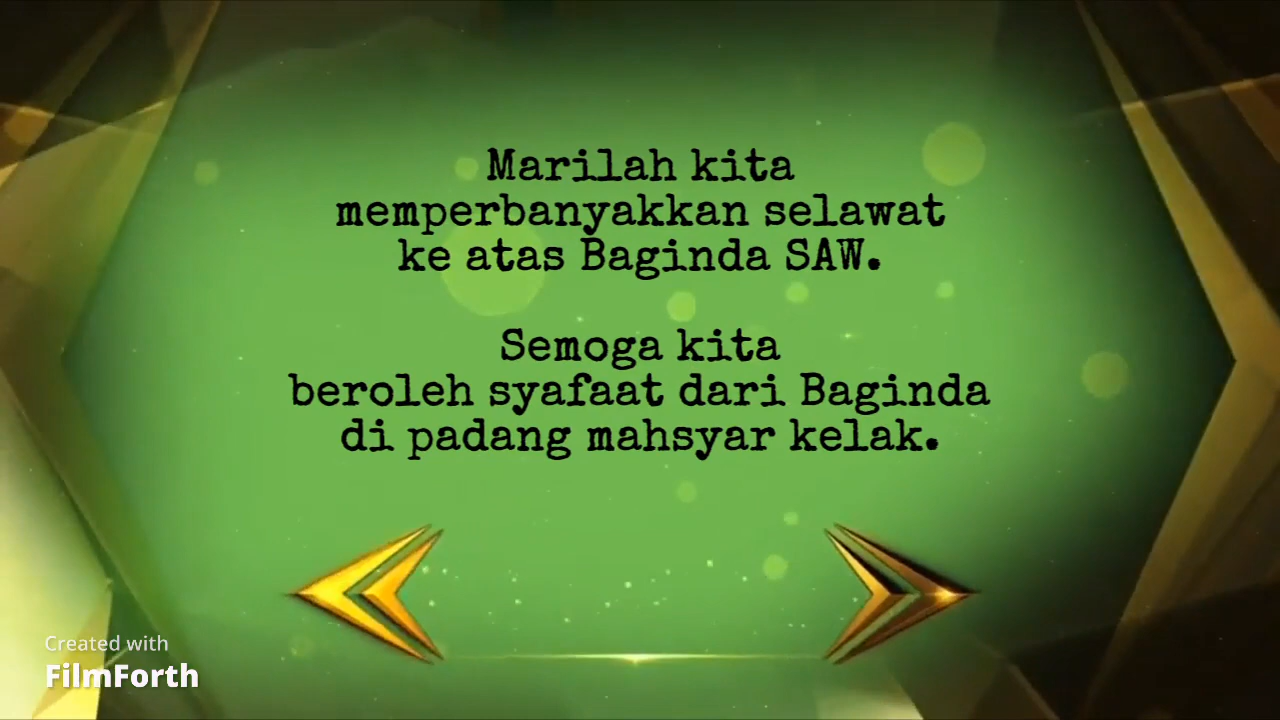 Marilah kita
memperbanyakkan selawat
ke atas Baginda SAW.
Semoga kita
beroleh syafaat dari Baginda
di padang mahsyar kelak.
Created with
FilmForth